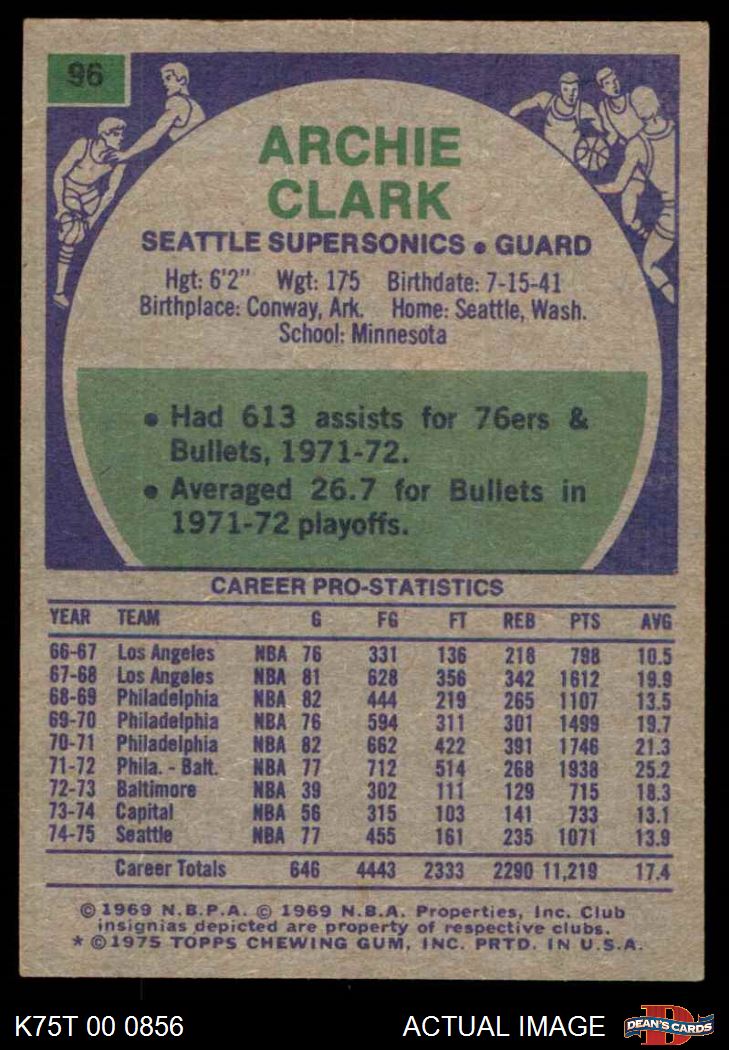 96
ARCHIE
CLARK
SEATTLE SUPERSONICS • GUARD
Hgt: 6'2" Wgt: 175 Birthdate: 7-15-41
Birthplace: Conway, Ark. Home: Seattle, Wash.
School: Minnesota
• Had 613 assists for 76ers &
Bullets, 1971-72.
• Averaged 26.7 for Bullets in
1971-72 playoffs.
CAREER PRO-STATISTICS
YEAR TEAM G FG FT REB PTS AVG
66-67 Los Angeles NBA 76 331 136 218 798 10.5
67-68 Los Angeles NBA 81 628 356 342 1612 19.9
68-69 Philadelphia NBA 82 444 219 265 1107 13.5
69-70 Philadelphia NBA 76 594 311 301 1499 19.7
70-71 Philadelphia NBA 82 662 422 391 1746 21.3
71-72 Phila. - Balt. NBA 77 712 514 268 1938 25.2
72-73 Baltimore NBA 39 302 111 129 715 18.3
73-74 Capital NBA 56 315 103 141 733 13.1
74-75 Seattle NBA 77 455 161 235 1071 13.9
Career Totals 646 4443 2333 2290 11,219 17.4
© 1969 N.B.P.A. © 1969 N.B.A. Properties, Inc. Club
insignias depicted are property of respective clubs.
* © 1975 TOPPS CHEWING GUM, INC. PRTD. IN U.S.A.
K75T 00 0856 ACTUAL IMAGE
D
DEAN'S CARDS